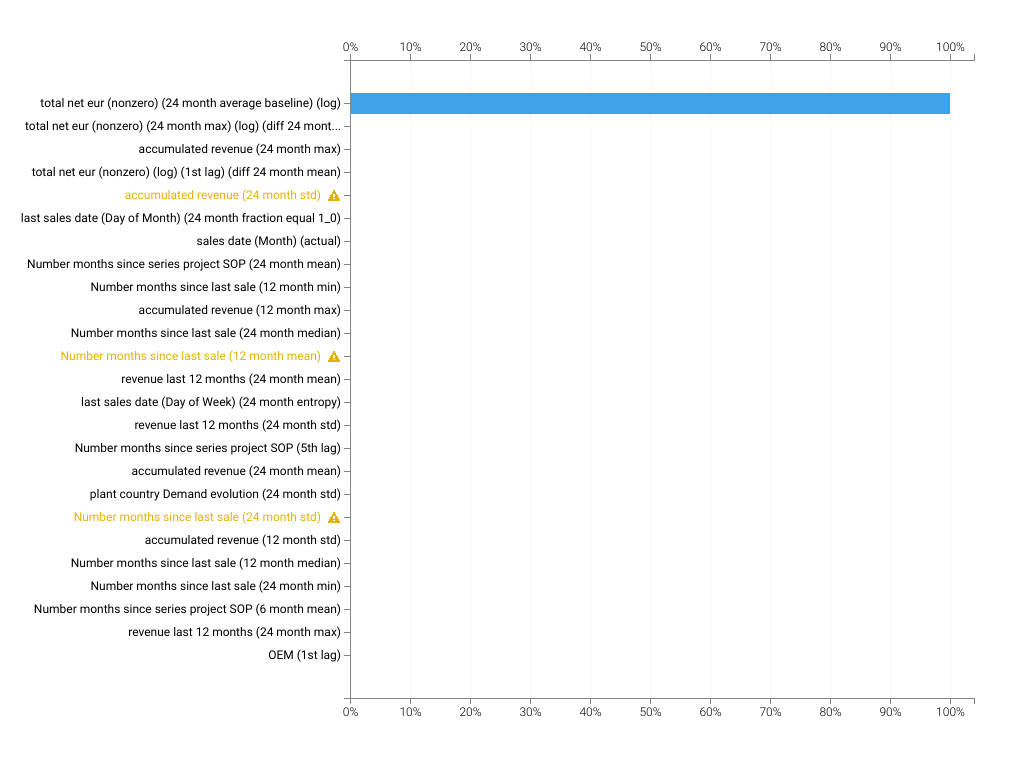 0% 10% 20% 30% 40% 50% 60% 70% 80% 90% 100%
total net eur (nonzero) (24 month average baseline) (log)
total net eur (nonzero) (24 month max) (log) (diff 24 mont...
accumulated revenue (24 month max)
total net eur (nonzero) (log) (1st lag) (diff 24 month mean)
accumulated revenue (24 month std)
last sales date (Day of Month) (24 month fraction equal 1_0)
sales date (Month) (actual)
Number months since series project SOP (24 month mean)
Number months since last sale (12 month min)
accumulated revenue (12 month max)
Number months since last sale (24 month median)
Number months since last sale (12 month mean)
revenue last 12 months (24 month mean)
last sales date (Day of Week) (24 month entropy)
revenue last 12 months (24 month std)
Number months since series project SOP (5th lag)
accumulated revenue (24 month mean)
plant country Demand evolution (24 month std)
Number months since last sale (24 month std)
accumulated revenue (12 month std)
Number months since last sale (12 month median)
Number months since last sale (24 month min)
Number months since series project SOP (6 month mean)
revenue last 12 months (24 month max)
OEM (1st lag)
0% 10% 20% 30% 40% 50% 60% 70% 80% 90% 100%